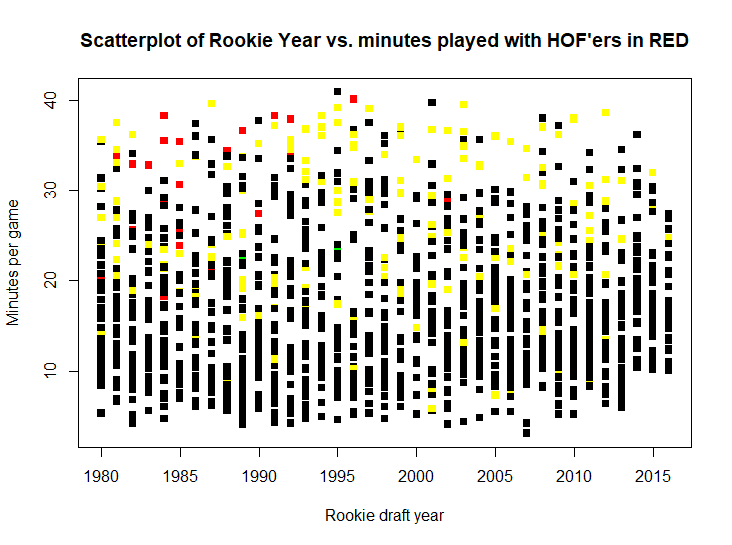 Scatterplot of Rookie Year vs. minutes played with HOF'ers in RED
40
30
20
10
Minutes per game
1980 1985 1990 1995 2000 2005 2010 2015
Rookie draft year